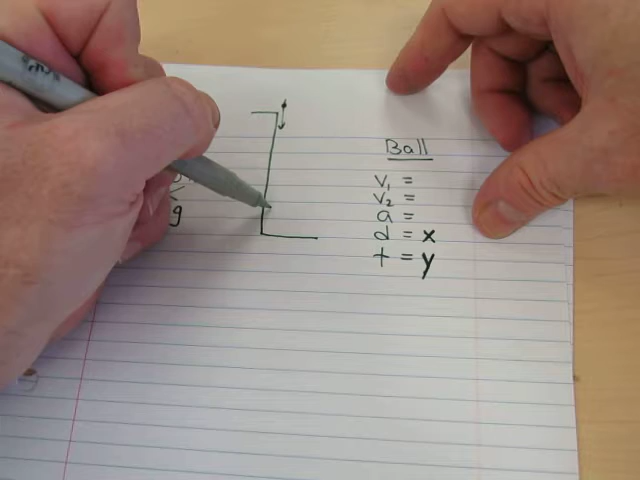 Ball
V₁ =
V₂ =
a =
d = x
t = y
g